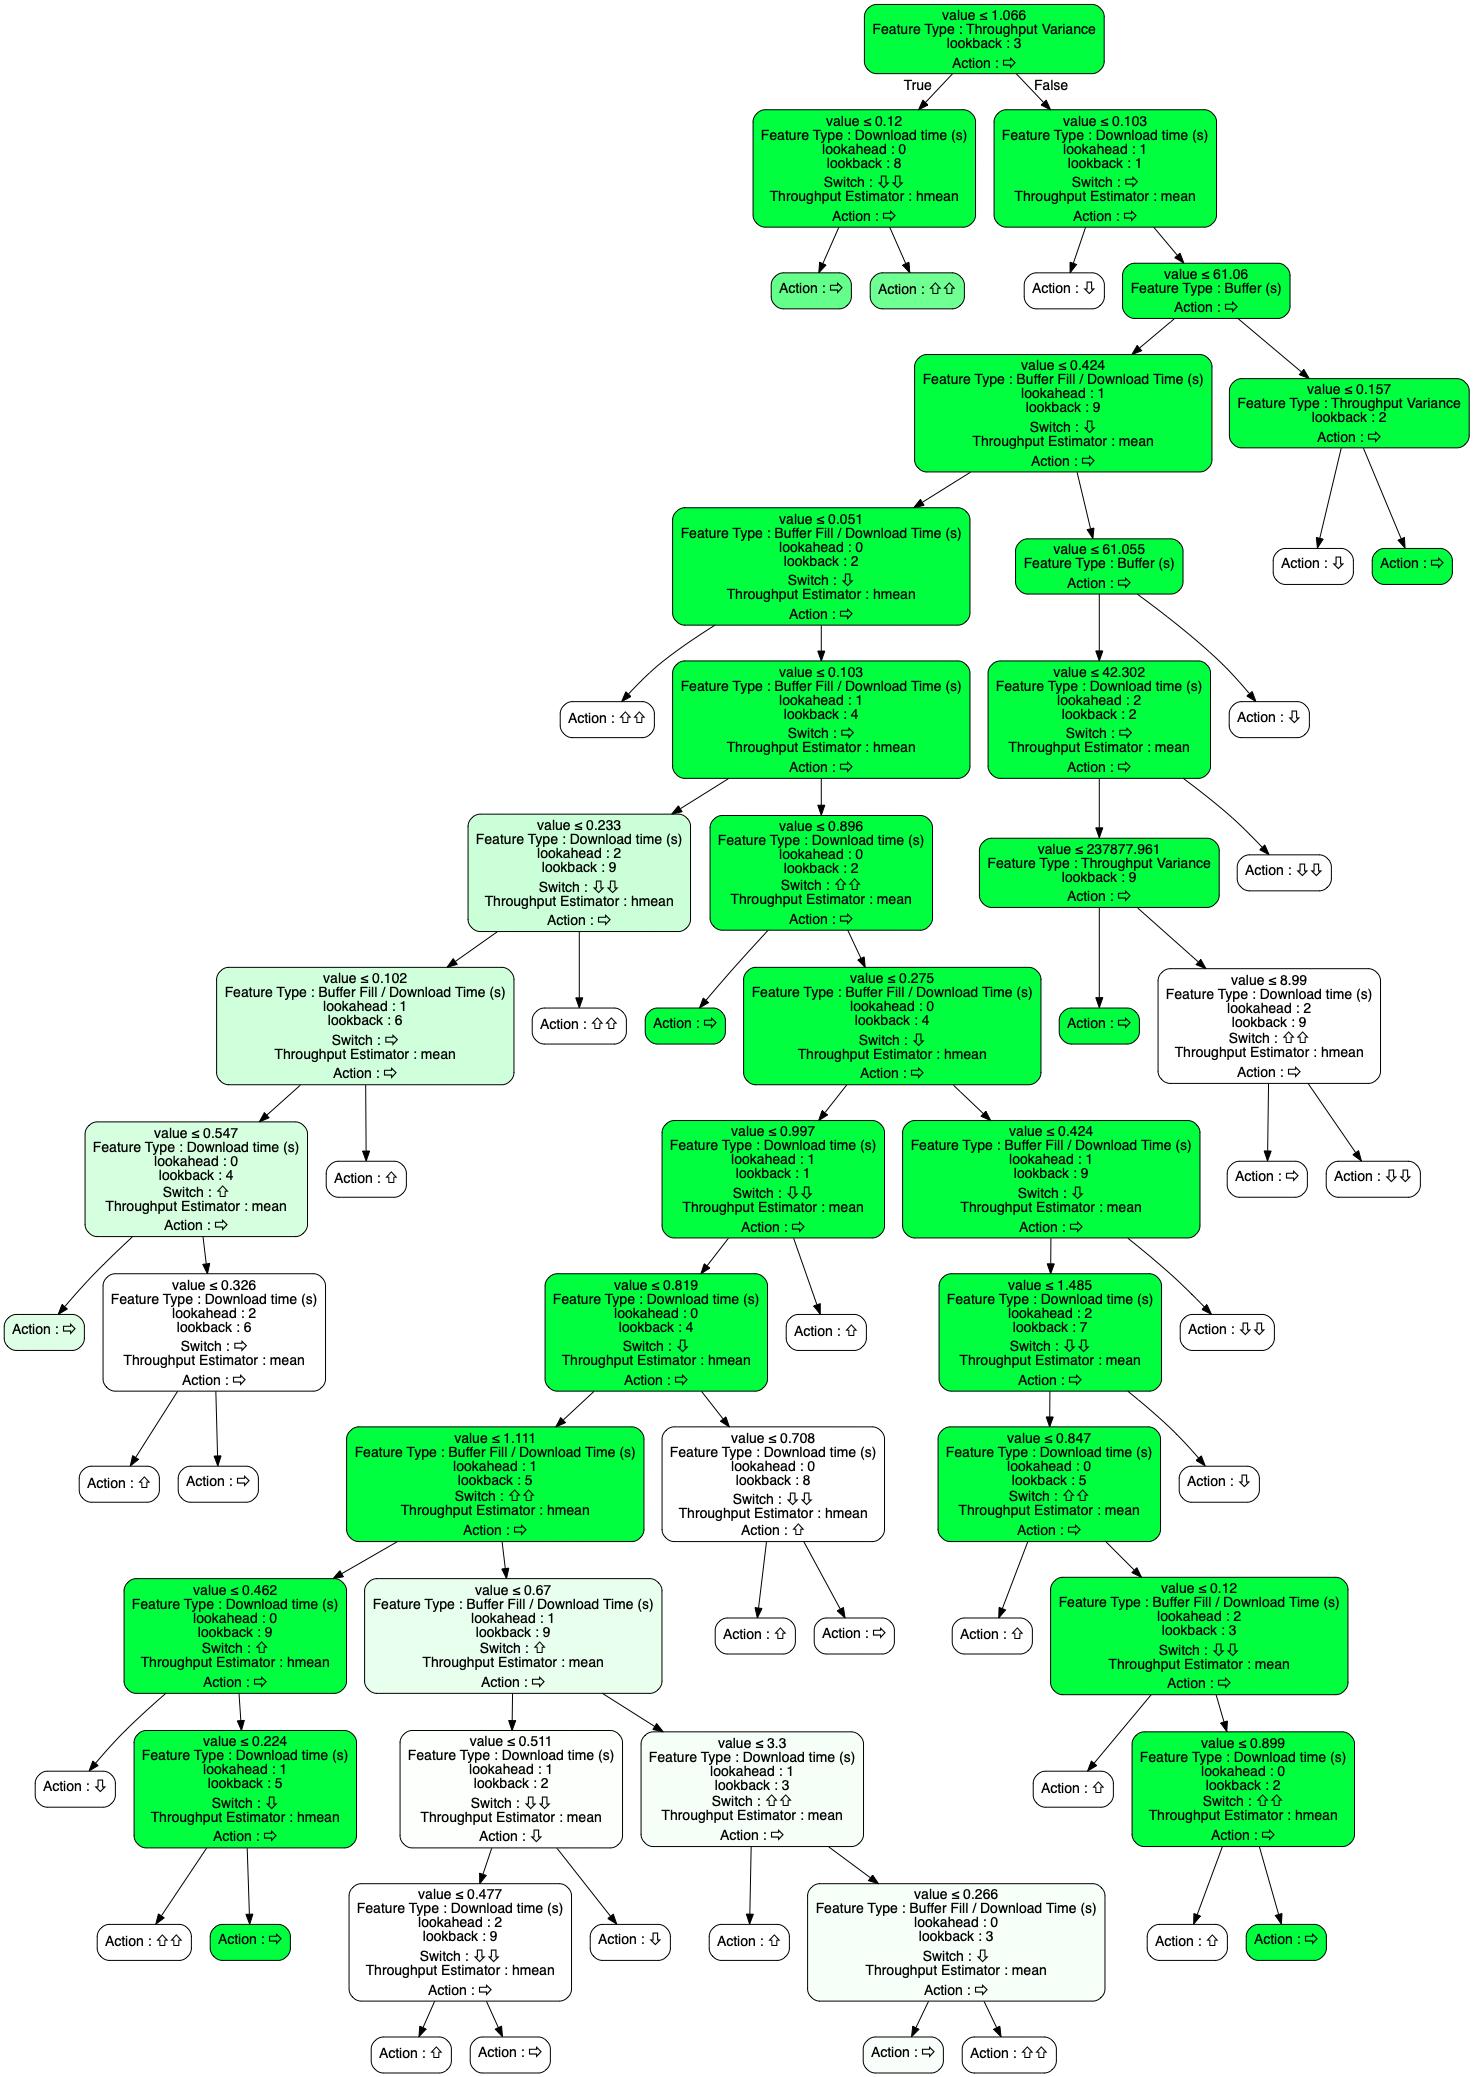 value ≤ 1.066
Feature Type : Throughput Variance
lookback : 3
Action : ⇨
True
False
value ≤ 0.12
Feature Type : Download time (s)
lookahead : 0
lookback : 8
Switch : ⇩⇩
Throughput Estimator : hmean
Action : ⇨
value ≤ 0.103
Feature Type : Download time (s)
lookahead : 1
lookback : 1
Switch : ⇨
Throughput Estimator : mean
Action : ⇨
Action : ⇨
Action : ⇧⇧
Action : ⇩
value ≤ 61.06
Feature Type : Buffer (s)
Action : ⇨
value ≤ 0.424
Feature Type : Buffer Fill / Download Time (s)
lookahead : 1
lookback : 9
Switch : ⇩
Throughput Estimator : mean
Action : ⇨
value ≤ 0.157
Feature Type : Throughput Variance
lookback : 2
Action : ⇨
value ≤ 0.051
Feature Type : Buffer Fill / Download Time (s)
lookahead : 0
lookback : 2
Switch : ⇩
Throughput Estimator : hmean
Action : ⇨
value ≤ 61.055
Feature Type : Buffer (s)
Action : ⇨
Action : ⇩
Action : ⇨
Action : ⇧⇧
value ≤ 0.103
Feature Type : Buffer Fill / Download Time (s)
lookahead : 1
lookback : 4
Switch : ⇨
Throughput Estimator : hmean
Action : ⇨
value ≤ 42.302
Feature Type : Download time (s)
lookahead : 2
lookback : 2
Switch : ⇨
Throughput Estimator : mean
Action : ⇨
Action : ⇩
value ≤ 0.233
Feature Type : Download time (s)
lookahead : 2
lookback : 9
Switch : ⇩⇩
Throughput Estimator : hmean
Action : ⇨
value ≤ 0.896
Feature Type : Download time (s)
lookahead : 0
lookback : 2
Switch : ⇧⇧
Throughput Estimator : mean
Action : ⇨
value ≤ 237877.961
Feature Type : Throughput Variance
lookback : 9
Action : ⇨
Action : ⇩⇩
value ≤ 0.102
Feature Type : Buffer Fill / Download Time (s)
lookahead : 1
lookback : 6
Switch : ⇨
Throughput Estimator : mean
Action : ⇨
Action : ⇧⇧
Action : ⇨
value ≤ 0.275
Feature Type : Buffer Fill / Download Time (s)
lookahead : 0
lookback : 4
Switch : ⇩
Throughput Estimator : hmean
Action : ⇨
Action : ⇨
value ≤ 8.99
Feature Type : Download time (s)
lookahead : 2
lookback : 9
Switch : ⇧⇧
Throughput Estimator : hmean
Action : ⇨
value ≤ 0.547
Feature Type : Download time (s)
lookahead : 0
lookback : 4
Switch : ⇧
Throughput Estimator : mean
Action : ⇨
Action : ⇧
value ≤ 0.997
Feature Type : Download time (s)
lookahead : 1
lookback : 1
Switch : ⇩⇩
Throughput Estimator : mean
Action : ⇨
value ≤ 0.424
Feature Type : Buffer Fill / Download Time (s)
lookahead : 1
lookback : 9
Switch : ⇩
Throughput Estimator : mean
Action : ⇨
Action : ⇨
Action : ⇩⇩
Action : ⇨
value ≤ 0.326
Feature Type : Download time (s)
lookahead : 2
lookback : 6
Switch : ⇨
Throughput Estimator : mean
Action : ⇨
value ≤ 0.819
Feature Type : Download time (s)
lookahead : 0
lookback : 4
Switch : ⇩
Throughput Estimator : hmean
Action : ⇨
Action : ⇧
value ≤ 1.485
Feature Type : Download time (s)
lookahead : 2
lookback : 7
Switch : ⇩⇩
Throughput Estimator : mean
Action : ⇨
Action : ⇩⇩
Action : ⇧
Action : ⇨
value ≤ 1.111
Feature Type : Buffer Fill / Download Time (s)
lookahead : 1
lookback : 5
Switch : ⇧⇧
Throughput Estimator : hmean
Action : ⇨
value ≤ 0.708
Feature Type : Download time (s)
lookahead : 0
lookback : 8
Switch : ⇩⇩
Throughput Estimator : hmean
Action : ⇧
value ≤ 0.847
Feature Type : Download time (s)
lookahead : 0
lookback : 5
Switch : ⇧⇧
Throughput Estimator : mean
Action : ⇨
Action : ⇩
value ≤ 0.462
Feature Type : Download time (s)
lookahead : 0
lookback : 9
Switch : ⇧
Throughput Estimator : hmean
Action : ⇨
value ≤ 0.67
Feature Type : Buffer Fill / Download Time (s)
lookahead : 1
lookback : 9
Switch : ⇧
Throughput Estimator : mean
Action : ⇨
Action : ⇧
Action : ⇨
Action : ⇧
value ≤ 0.12
Feature Type : Buffer Fill / Download Time (s)
lookahead : 2
lookback : 3
Switch : ⇩⇩
Throughput Estimator : mean
Action : ⇨
Action : ⇩
value ≤ 0.224
Feature Type : Download time (s)
lookahead : 1
lookback : 5
Switch : ⇩
Throughput Estimator : hmean
Action : ⇨
value ≤ 0.511
Feature Type : Download time (s)
lookahead : 1
lookback : 2
Switch : ⇩⇩
Throughput Estimator : mean
Action : ⇩
value ≤ 3.3
Feature Type : Download time (s)
lookahead : 1
lookback : 3
Switch : ⇧⇧
Throughput Estimator : mean
Action : ⇨
Action : ⇧
value ≤ 0.899
Feature Type : Download time (s)
lookahead : 0
lookback : 2
Switch : ⇧⇧
Throughput Estimator : hmean
Action : ⇨
Action : ⇧⇧
Action : ⇨
value ≤ 0.477
Feature Type : Download time (s)
lookahead : 2
lookback : 9
Switch : ⇩⇩
Throughput Estimator : hmean
Action : ⇨
Action : ⇩
Action : ⇧
value ≤ 0.266
Feature Type : Buffer Fill / Download Time (s)
lookahead : 0
lookback : 3
Switch : ⇩
Throughput Estimator : mean
Action : ⇨
Action : ⇧
Action : ⇨
Action : ⇧
Action : ⇨
Action : ⇨
Action : ⇧⇧